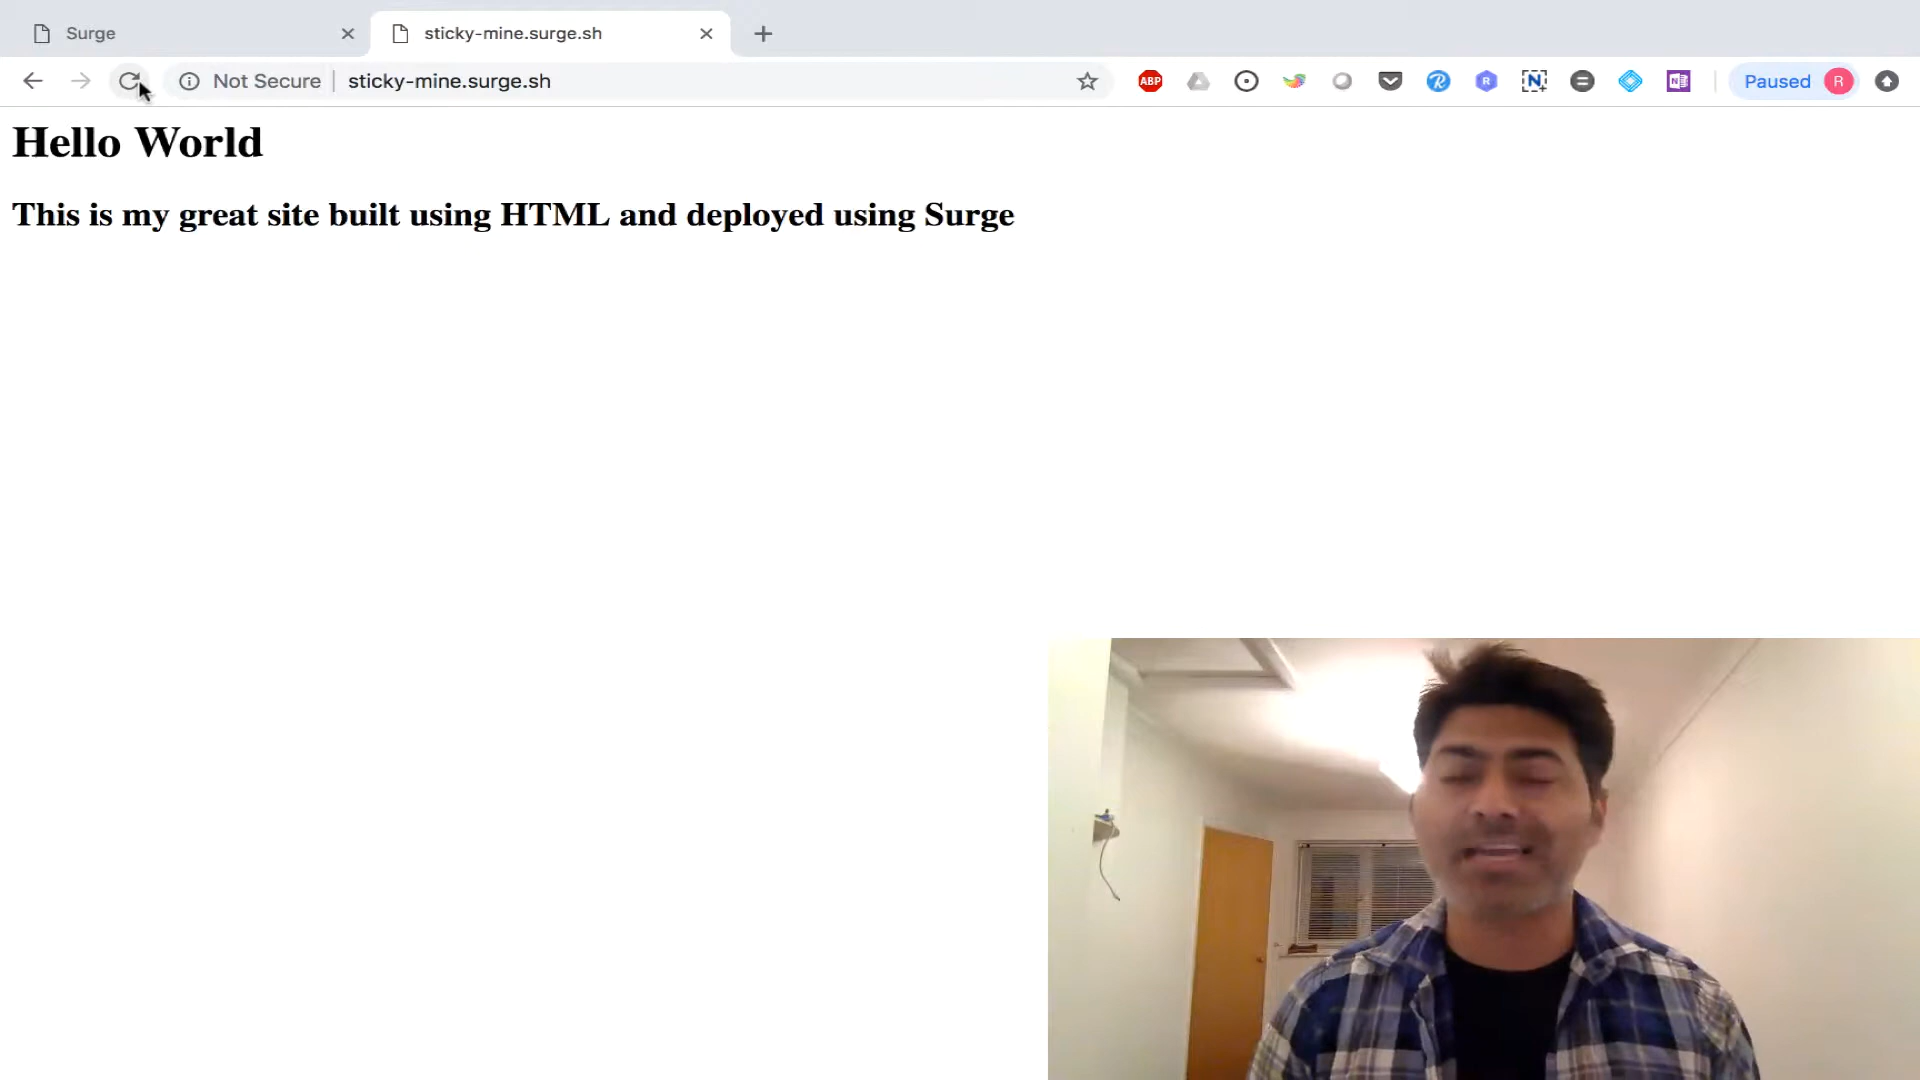 Surge
sticky-mine.surge.sh
Not Secure
sticky-mine.surge.sh
ABP
R
R
N
N
Paused
R
Hello World
This is my great site built using HTML and deployed using Surge